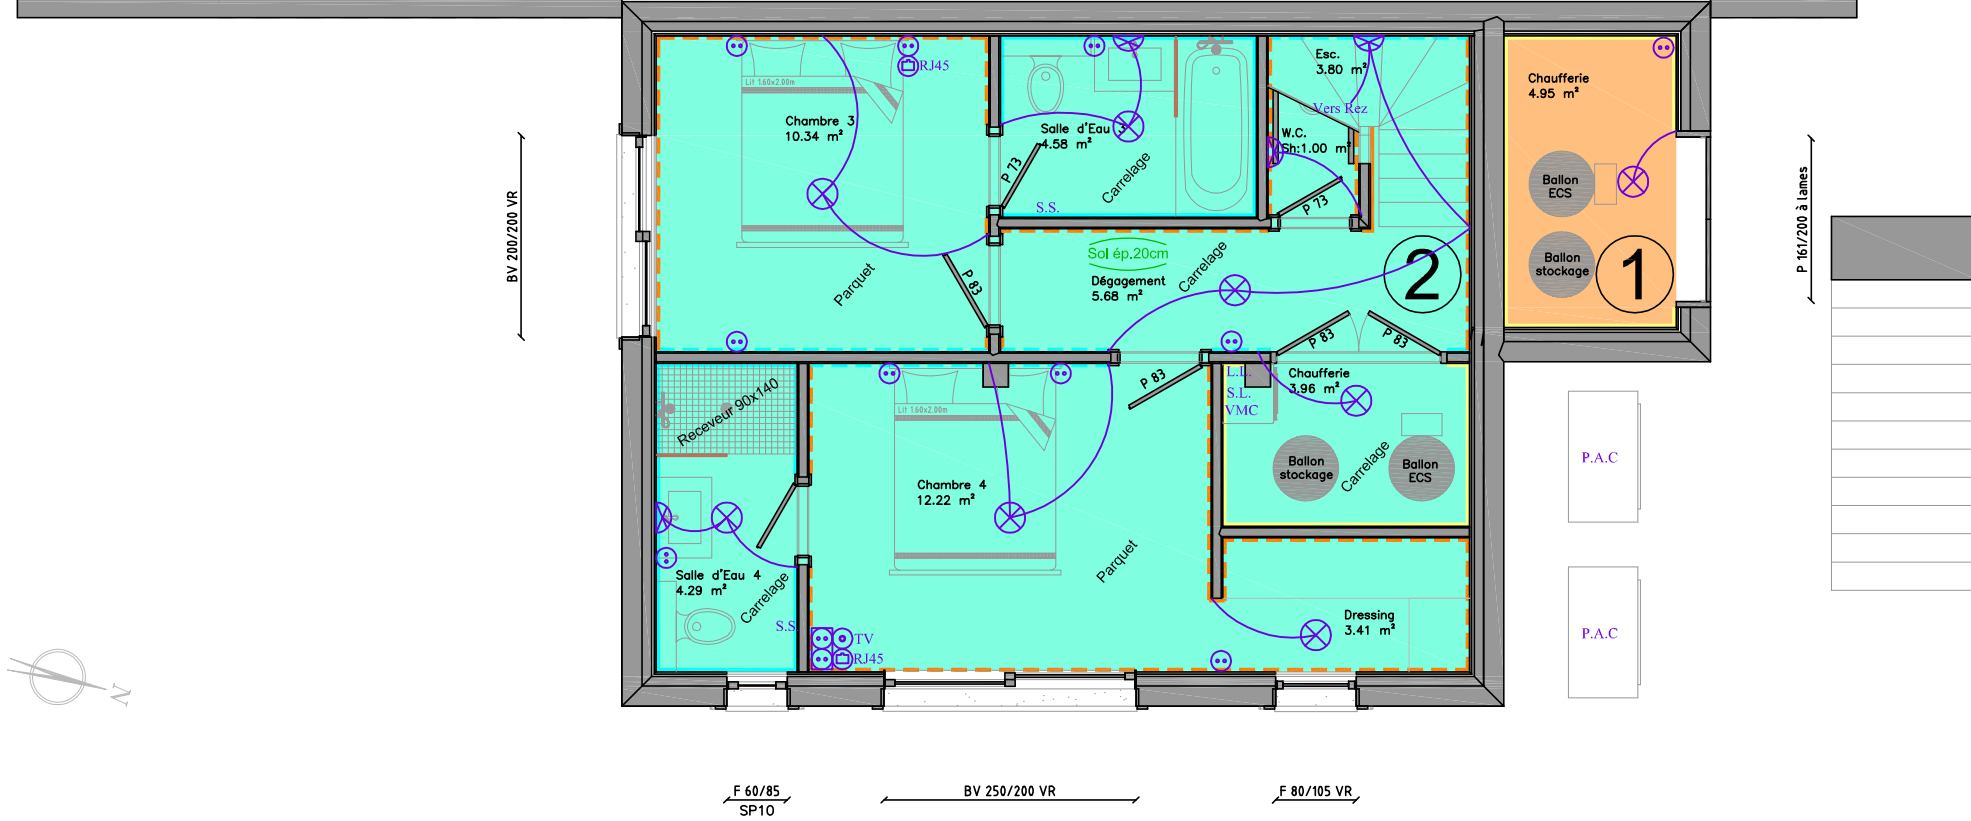 RJ45
Lit 1.60x2.00m
Chambre 3
10.34 m²
Parquet
P 83
BV 200/200 VR
Salle d'Eau 3
4.58 m²
Carrelage
P 73
S.S.
Esc.
3.80 m²
Vers Rez
W.C.
Sh:1.00 m²
P 73
Sol ép.20cm
Dégagement
5.68 m²
Carrelage
2
Chaufferie
4.95 m²
Ballon
ECS
Ballon
stockage
1
P 161/200 à lames
P 83
P 83
P 83
Receveur 90x140
Lit 1.60x2.00m
Chambre 4
12.22 m²
Parquet
L.L.
S.L.
VMC
Chaufferie
3.96 m²
Ballon
stockage
Carrelage
Ballon
ECS
P.A.C
Salle d'Eau 4
4.29 m²
Carrelage
S.S.
TV
RJ45
Dressing
3.41 m²
P.A.C
N
F 60/85
SP10
BV 250/200 VR
F 80/105 VR